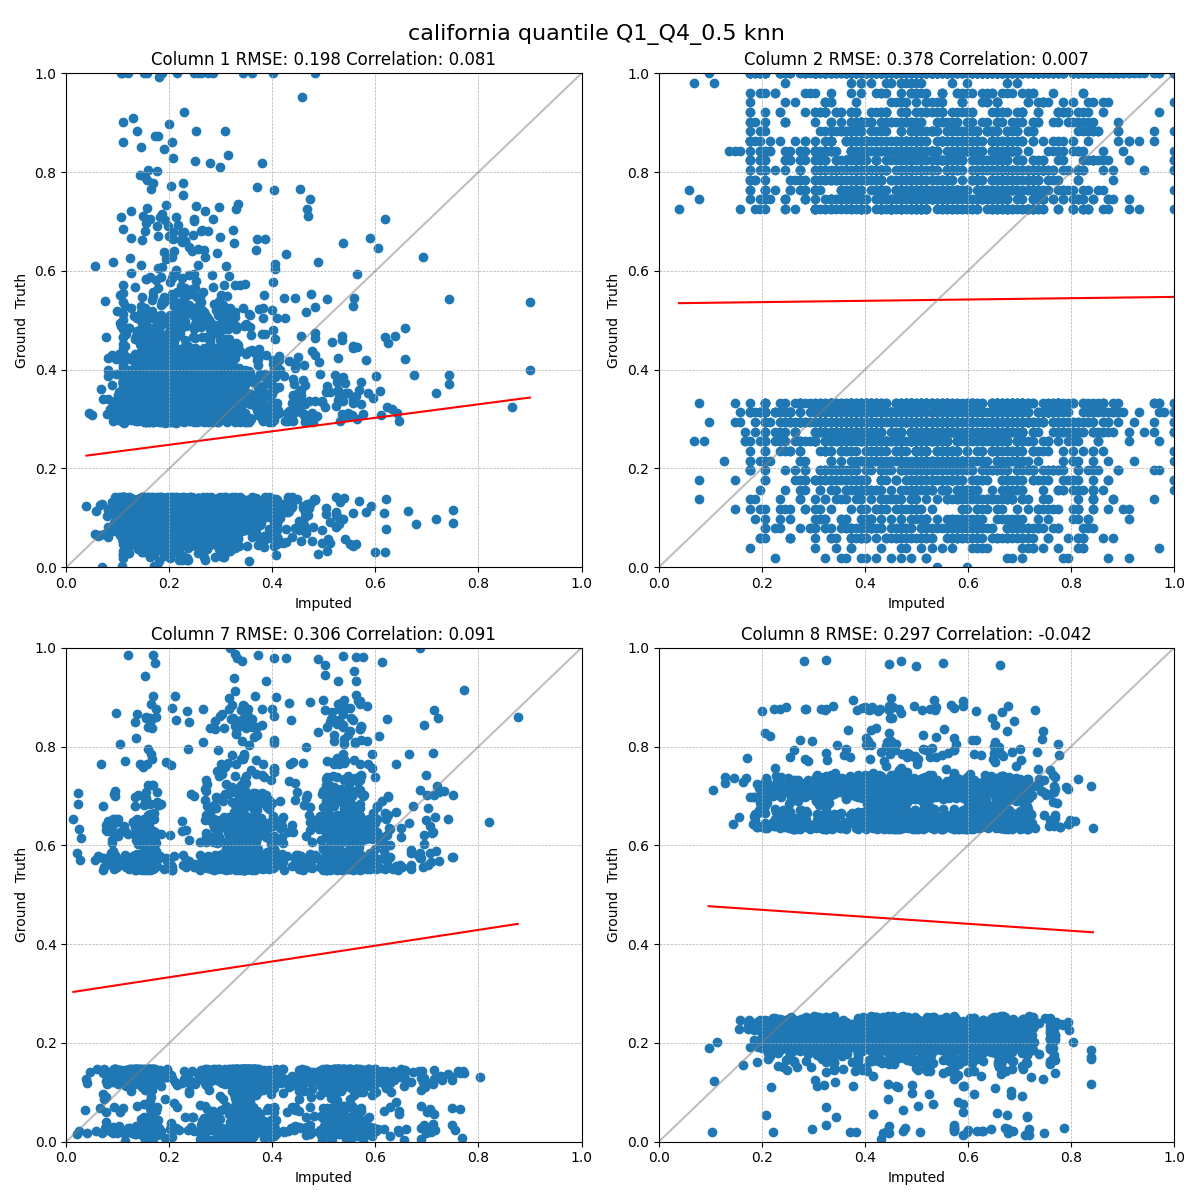 california quantile Q1_Q4_0.5 knn
Column 1 RMSE: 0.198 Correlation: 0.081
1.0
0.8
0.6
0.4
0.2
0.0
Ground Truth
0.0 0.2 0.4 0.6 0.8 1.0
Imputed
Column 2 RMSE: 0.378 Correlation: 0.007
1.0
0.8
0.6
0.4
0.2
0.0
Ground Truth
0.0 0.2 0.4 0.6 0.8 1.0
Imputed
Column 7 RMSE: 0.306 Correlation: 0.091
1.0
0.8
0.6
0.4
0.2
0.0
Ground Truth
0.0 0.2 0.4 0.6 0.8 1.0
Imputed
Column 8 RMSE: 0.297 Correlation: -0.042
1.0
0.8
0.6
0.4
0.2
0.0
Ground Truth
0.0 0.2 0.4 0.6 0.8 1.0
Imputed